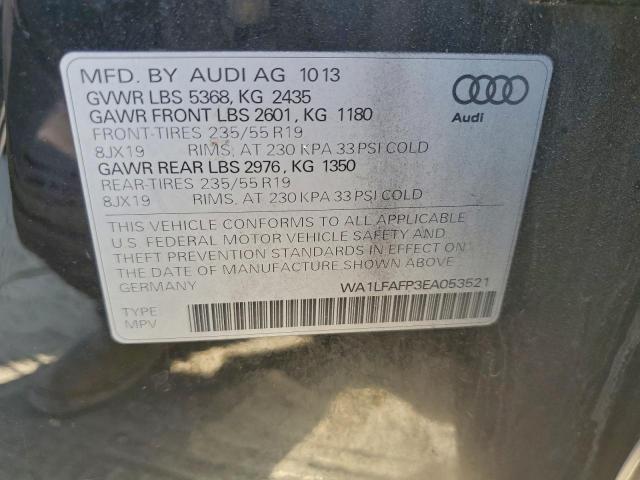 MFD. BY AUDI AG 10 13
GVWR LBS 5368, KG 2435
GAWR FRONT LBS 2601, KG 1180
FRONT-TIRES 235/55 R19
8JX19 RIMS, AT 230 KPA 33 PSI COLD
GAWR REAR LBS 2976, KG 1350
REAR-TIRES 235/55 R19
8JX19 RIMS, AT 230 KPA 33 PSI COLD
Audi
THIS VEHICLE CONFORMS TO ALL APPLICABLE
U.S. FEDERAL MOTOR VEHICLE SAFETY AND
THEFT PREVENTION STANDARDS IN EFFECT ON
THE DATE OF MANUFACTURE SHOWN ABOVE
GERMANY WA1LFAFP3EA053521
TYPE:
MPV